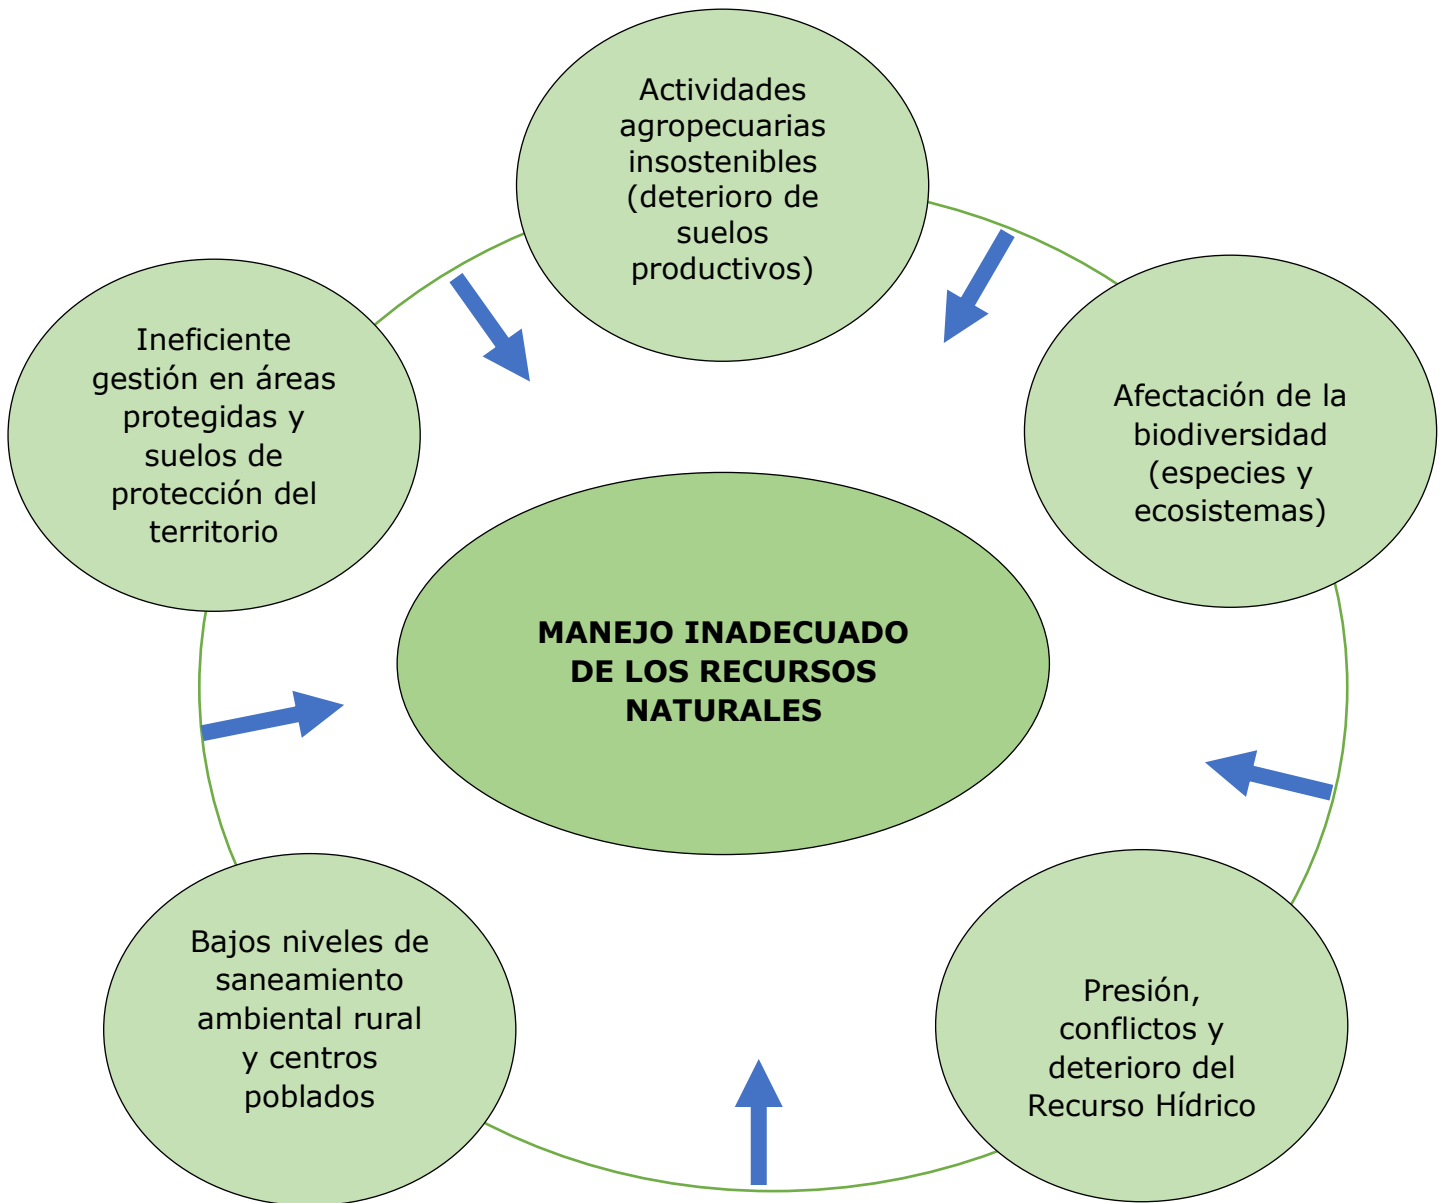 Actividades
agropecuarias
insostenibles
(deterioro de
suelos
productivos)
Ineficiente
gestión en áreas
protegidas y
suelos de
protección del
territorio
Afectación de la
biodiversidad
(especies y
ecosistemas)
MANEJO INADECUADO
DE LOS RECURSOS
NATURALES
Bajos niveles de
saneamiento
ambiental rural
y centros
poblados
Presión,
conflictos y
deterioro del
Recurso Hídrico